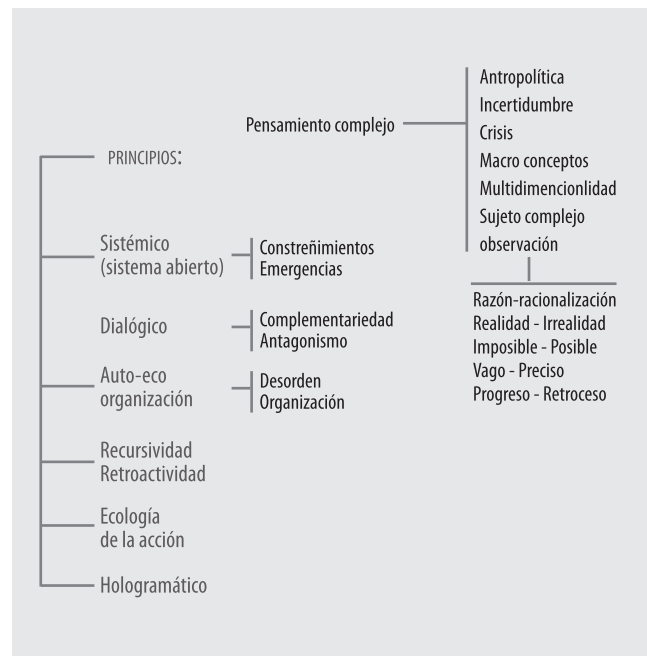 Pensamiento complejo
Antropolítica
Incertidumbre
Crisis
Macro conceptos
Multidimencionlidad
Sujeto complejo
observación
Razón-racionalización
Realidad - Irrealidad
Imposible - Posible
Vago - Preciso
Progreso - Retroceso
PRINCIPIOS:
Sistémico
(sistema abierto)
Constreñimientos
Emergencias
Dialógico
Complementariedad
Antagonismo
Auto-eco
organización
Desorden
Organización
Recursividad
Retroactividad
Ecología
de la acción
Hologramático